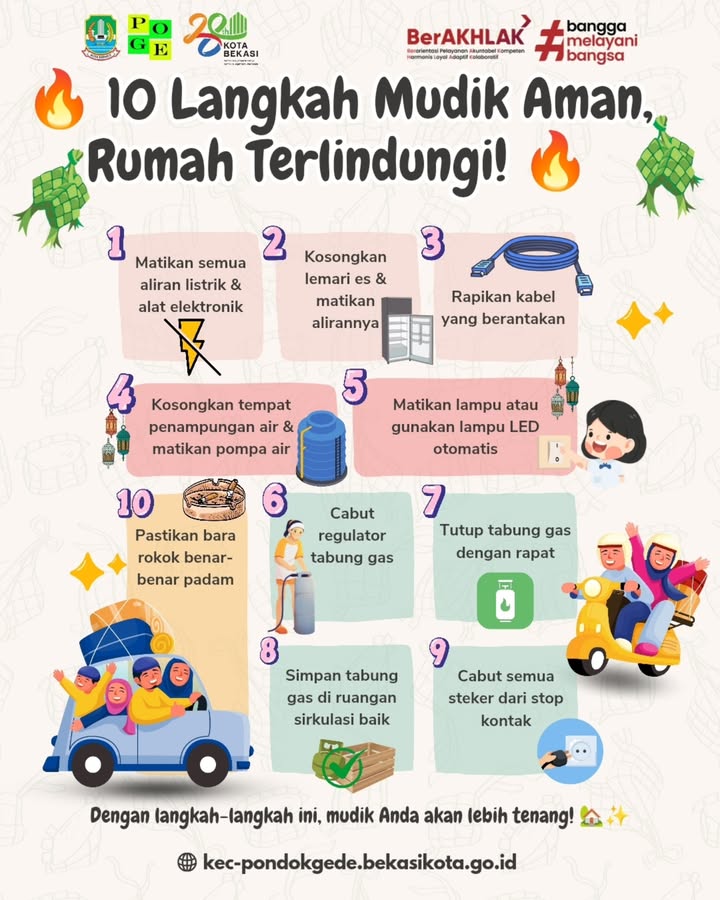 POGE
28
KOTA
BEKASI
BerAKHLAK
Berorientasi Pelayanan Akuntabel Kompeten
Harmonis Loyal Adaptif Kolaboratif
#bangga
melayani
bangsa
10 Langkah Mudik Aman,
Rumah Terlindungi!
1
Matikan semua
aliran listrik &
alat elektronik
2
Kosongkan
lemari es &
matikan
alirannya
3
Rapikan kabel
yang berantakan
4
Kosongkan tempat
penampungan air &
matikan pompa air
5
Matikan lampu atau
gunakan lampu LED
otomatis
6
Cabut
regulator
tabung gas
7
Tutup tabung gas
dengan rapat
8
Simpan tabung
gas di ruangan
sirkulasi baik
9
Cabut semua
steker dari stop
kontak
10
Pastikan bara
rokok benar-
benar padam
Dengan langkah-langkah ini, mudik Anda akan lebih tenang!
kec-pondokgede.bekasikota.go.id